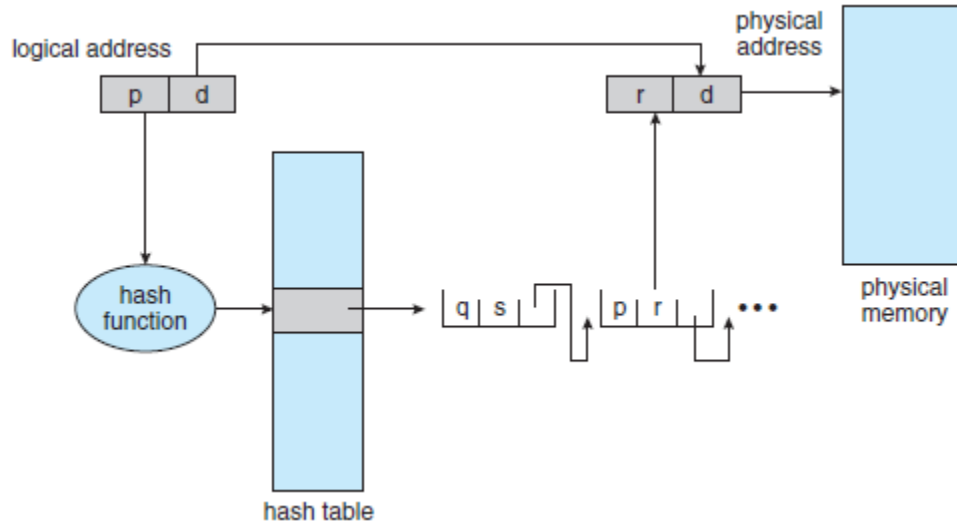 logical address
physical
address
p d
r d
hash
function
q s
p r
•••
physical
memory
hash table